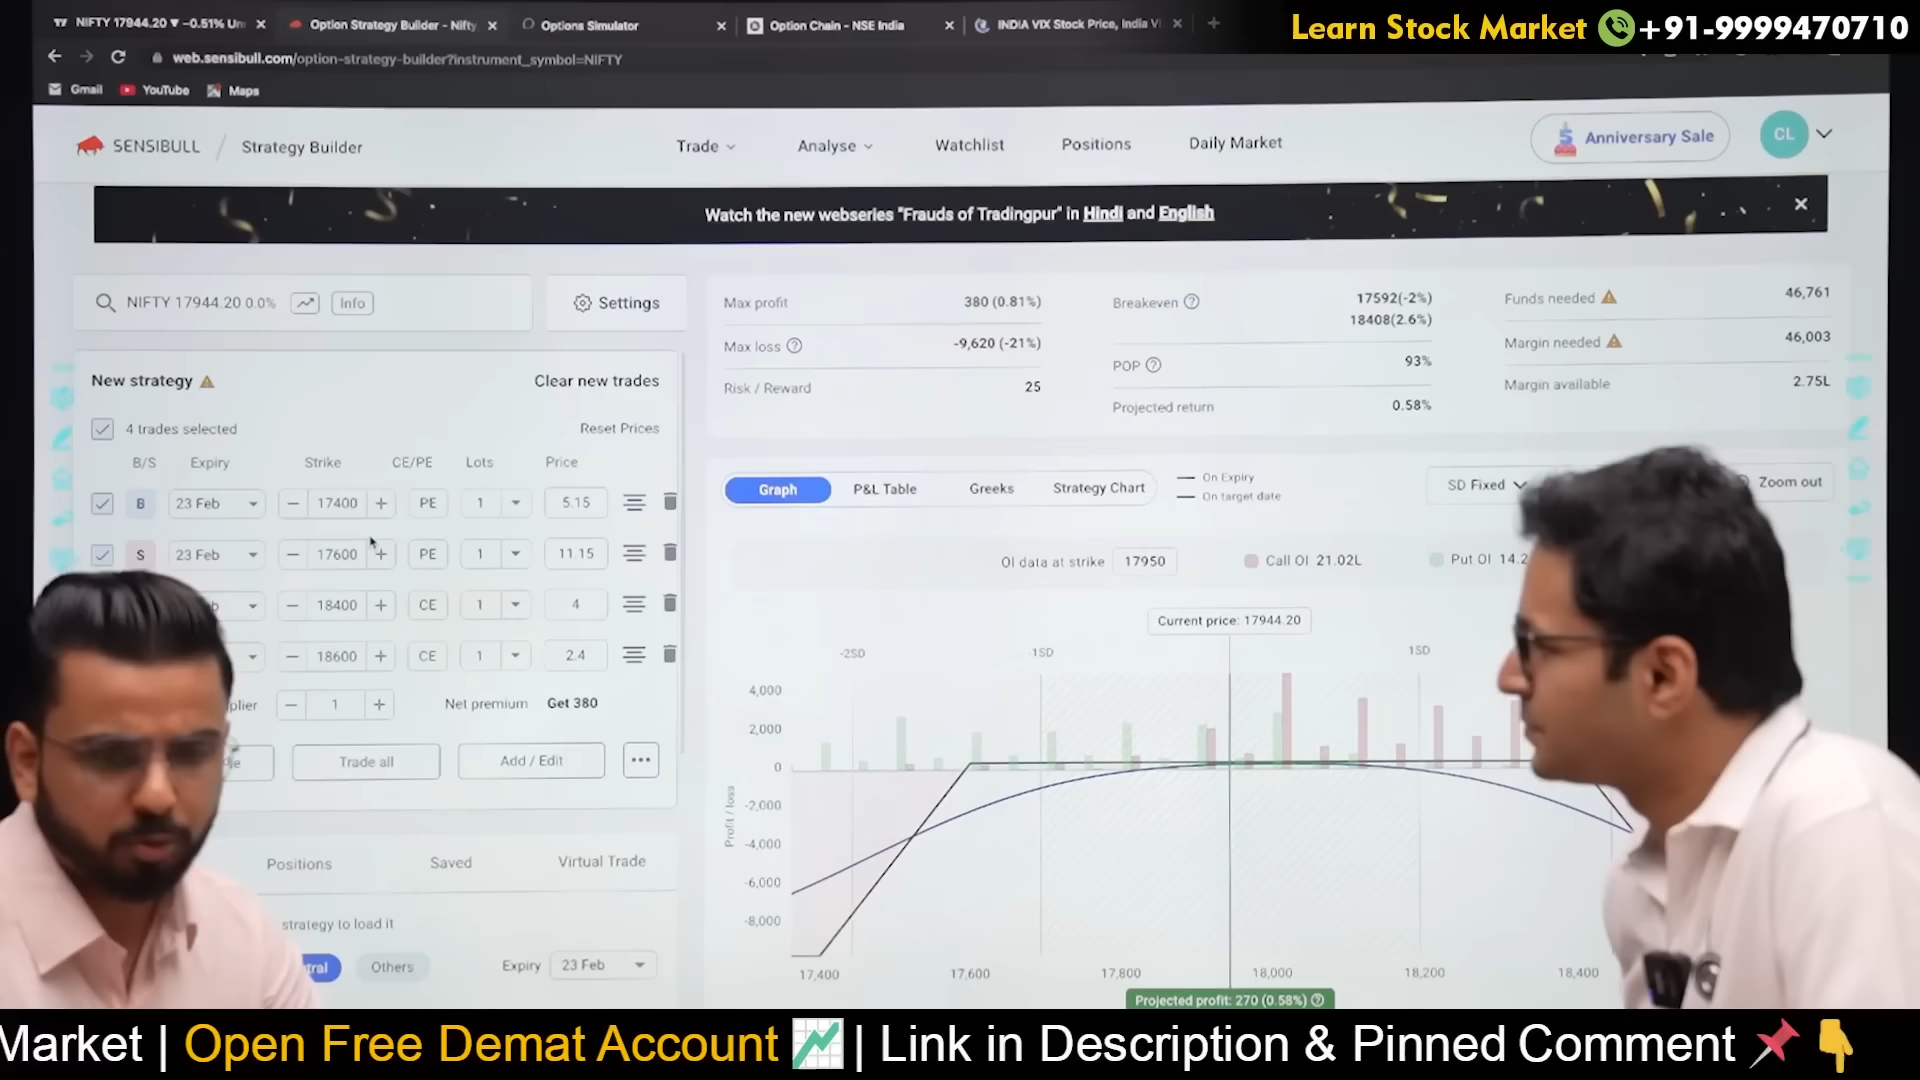 NIFTY 17944.20 ▼ −0.51% Un
Option Strategy Builder - Nifty
Options Simulator
Option Chain - NSE India
INDIA VIX Stock Price, India VI
Learn Stock Market +91-9999470710
web.sensibull.com/option-strategy-builder?instrument_symbol=NIFTY
Gmail YouTube Maps
SENSIBULL / Strategy Builder
Trade Analyse Watchlist Positions Daily Market
5 Anniversary Sale
CL
Watch the new webseries "Frauds of Tradingpur" in Hindi and English
NIFTY 17944.20 0.0% Info
Settings
Max profit 380 (0.81%)
Max loss -9,620 (-21%)
Risk / Reward 25
Breakeven 17592(-2%)
18408(2.6%)
POP 93%
Projected return 0.58%
Funds needed 46,761
Margin needed 46,003
Margin available 2.75L
New strategy Clear new trades
4 trades selected Reset Prices
B/S Expiry Strike CE/PE Lots Price
B 23 Feb − 17400 + PE 1 5.15
S 23 Feb − 17600 + PE 1 11.15
− 18400 + CE 1 4
− 18600 + CE 1 2.4
plier − 1 + Net premium Get 380
Trade all Add / Edit
Positions Saved Virtual Trade
strategy to load it
tral Others Expiry 23 Feb
Graph P&L Table Greeks Strategy Chart
On Expiry
On target date
SD Fixed
Zoom out
OI data at strike 17950 Call OI 21.02L Put OI 14.2
Current price: 17944.20
-2SD -1SD 1SD
Profit / loss
4,000
2,000
0
-2,000
-4,000
-6,000
-8,000
17,400 17,600 17,800 18,000 18,200 18,400
Projected profit: 270 (0.58%)
Market | Open Free Demat Account | Link in Description & Pinned Comment